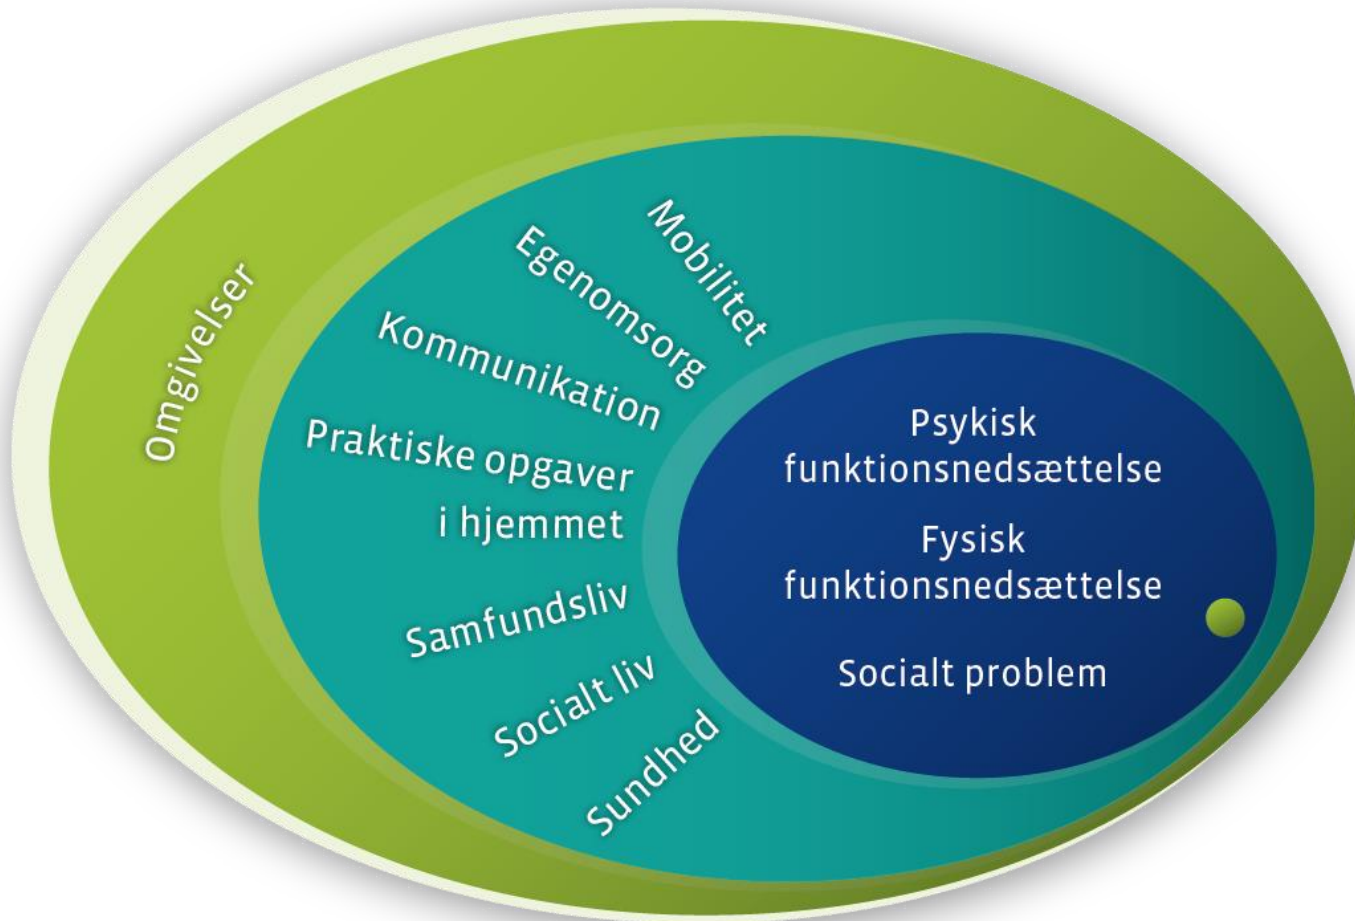 Omgivelser
Mobilitet
Egenomsorg
Kommunikation
Praktiske opgaver
i hjemmet
Samfundsliv
Socialt liv
Sundhed
Psykisk
funktionsnedsættelse
Fysisk
funktionsnedsættelse
Socialt problem